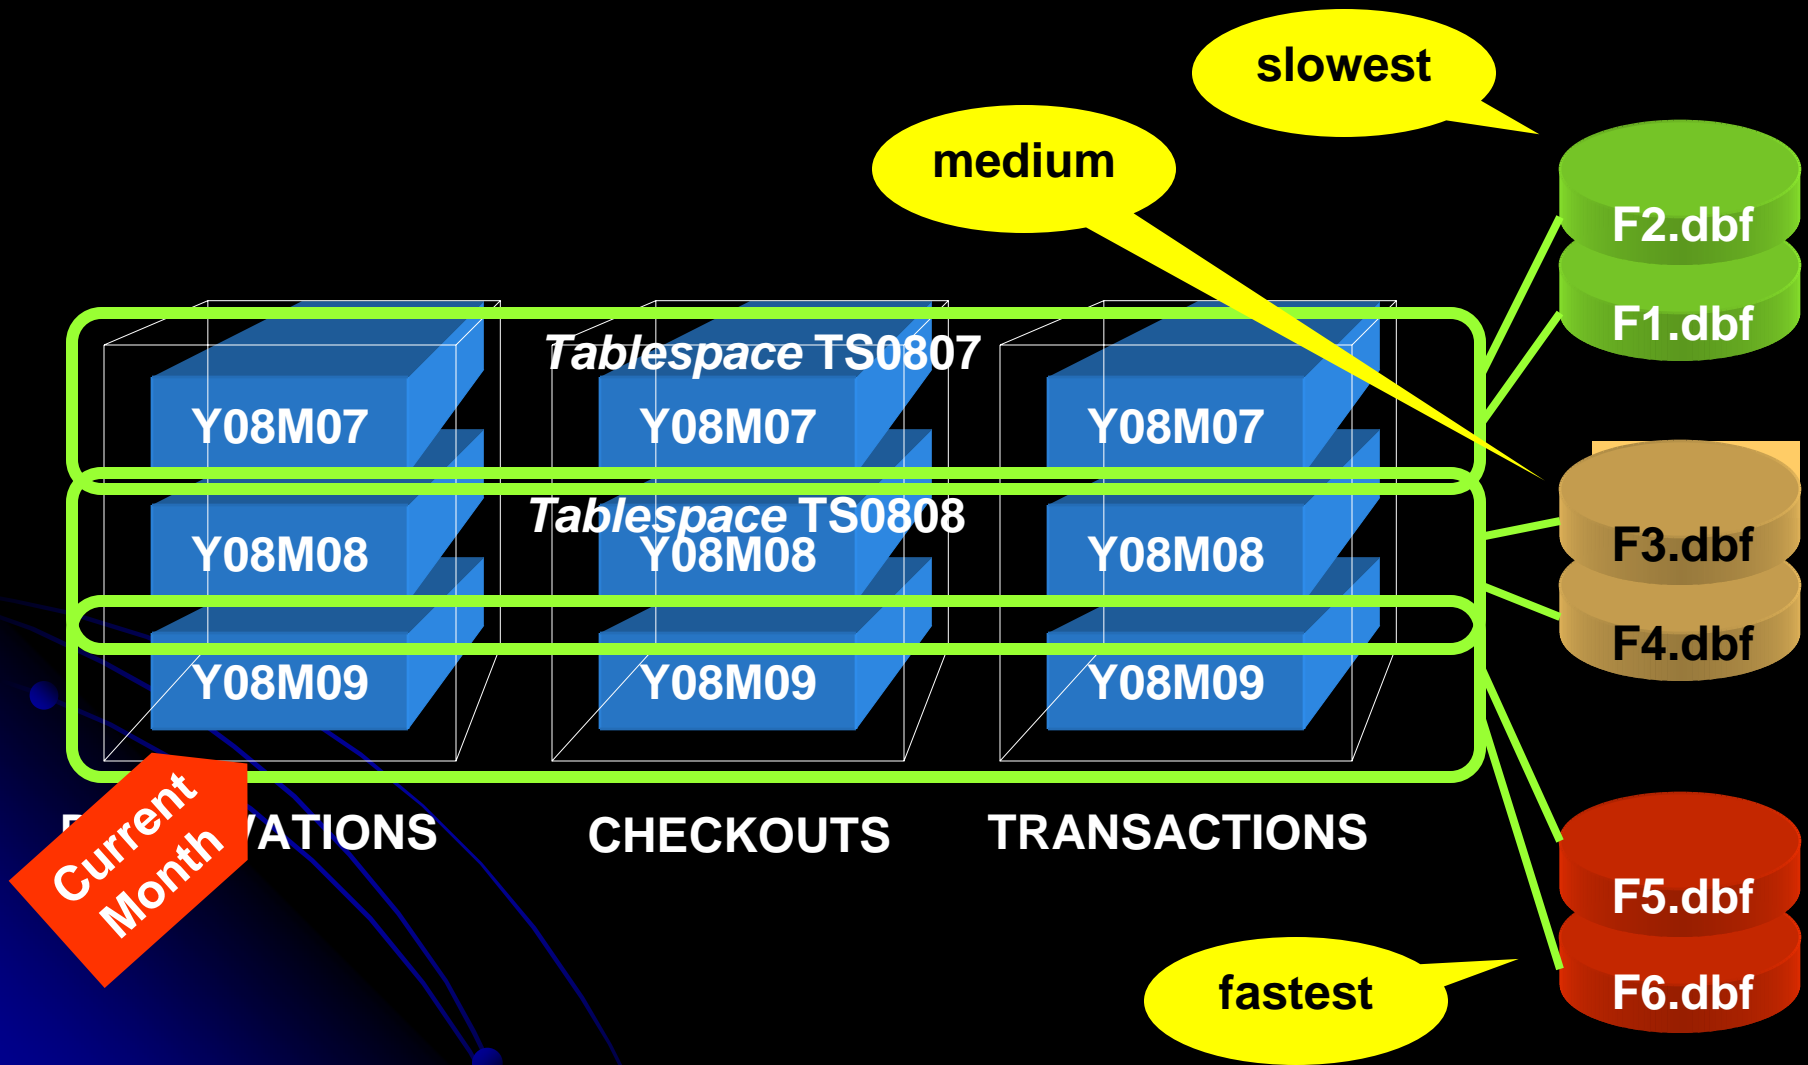 slowest
medium
F2.dbf
F1.dbf
Tablespace TS0807
Y08M07 Y08M07 Y08M07
Tablespace TS0808
Y08M08 Y08M08 Y08M08
F3.dbf
F4.dbf
Y08M09 Y08M09 Y08M09
Current
Month
VATIONS CHECKOUTS TRANSACTIONS
F5.dbf
F6.dbf
fastest